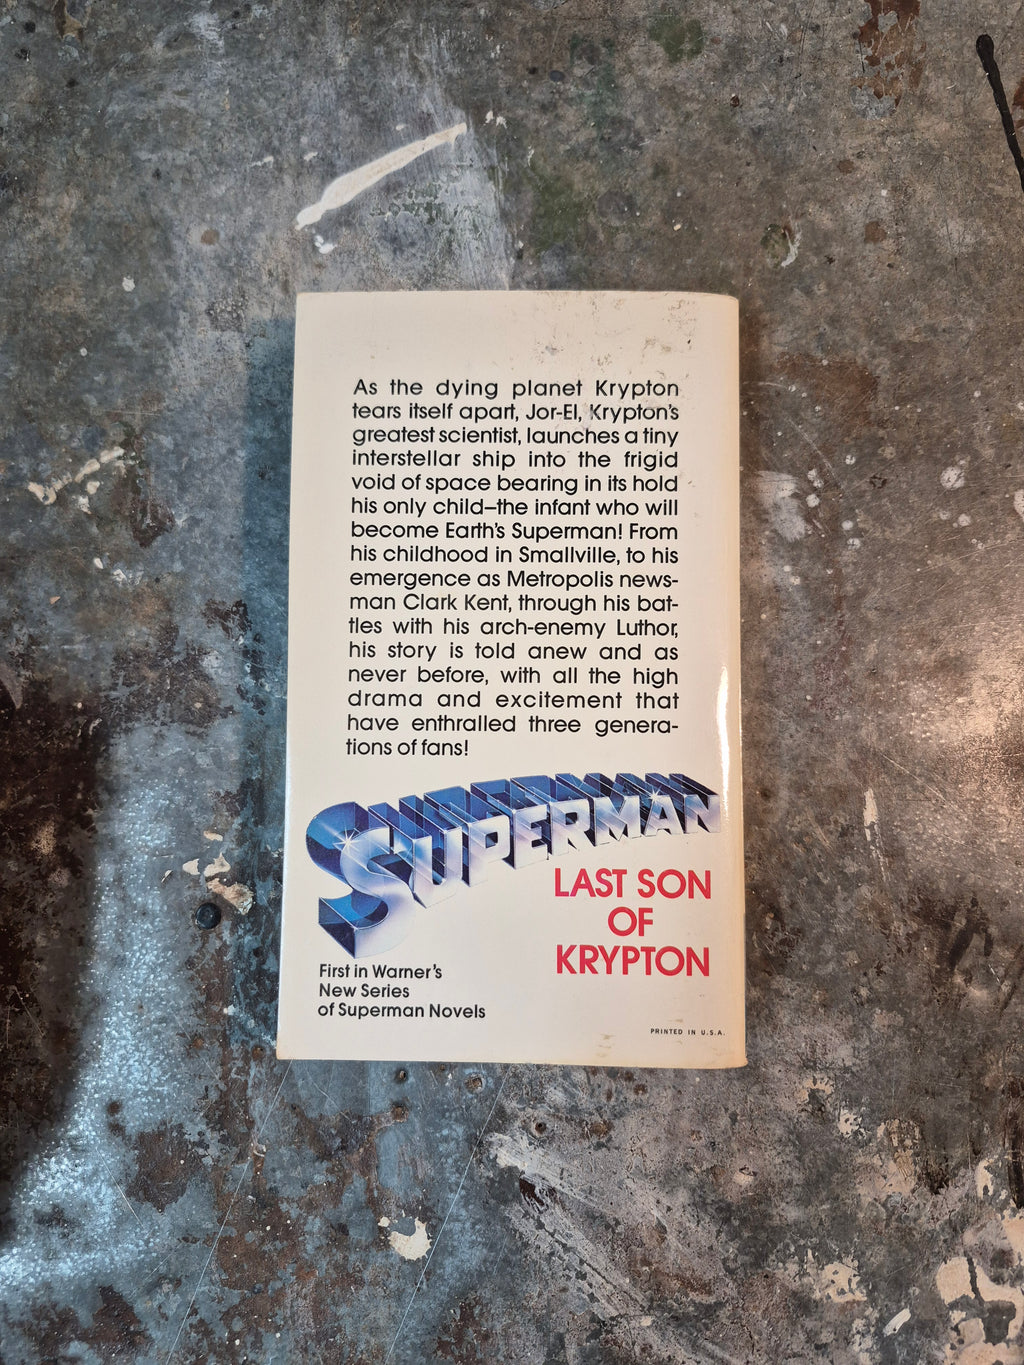 As the dying planet Krypton
tears itself apart, Jor-El, Krypton's
greatest scientist, launches a tiny
interstellar ship into the frigid
void of space bearing in its hold
his only child—the infant who will
become Earth's Superman! From
his childhood in Smallville, to his
emergence as Metropolis news-
man Clark Kent, through his bat-
tles with his arch-enemy Luthor,
his story is told anew and as
never before, with all the high
drama and excitement that
have enthralled three genera-
tions of fans!
SUPERMAN
LAST SON
OF
KRYPTON
First in Warner's
New Series
of Superman Novels
PRINTED IN U.S.A.